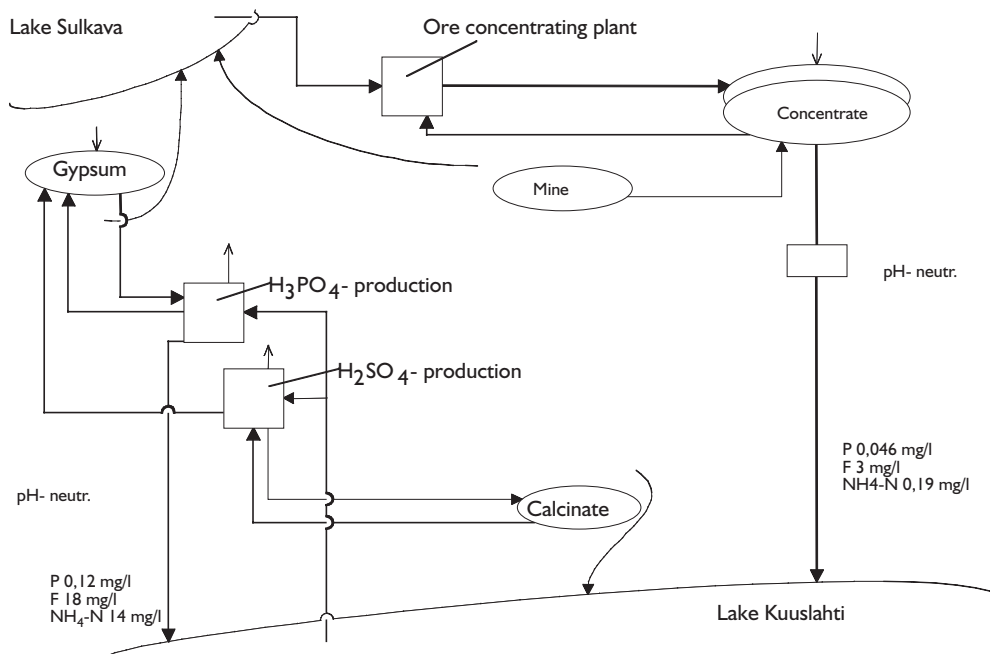 Lake Sulkava
Ore concentrating plant
Concentrate
Gypsum
Mine
pH- neutr.
H3PO4- production
H2SO4- production
P 0,046 mg/l
F 3 mg/l
NH4-N 0,19 mg/l
pH- neutr.
Calcinate
P 0,12 mg/l
F 18 mg/l
NH4-N 14 mg/l
Lake Kuuslahti